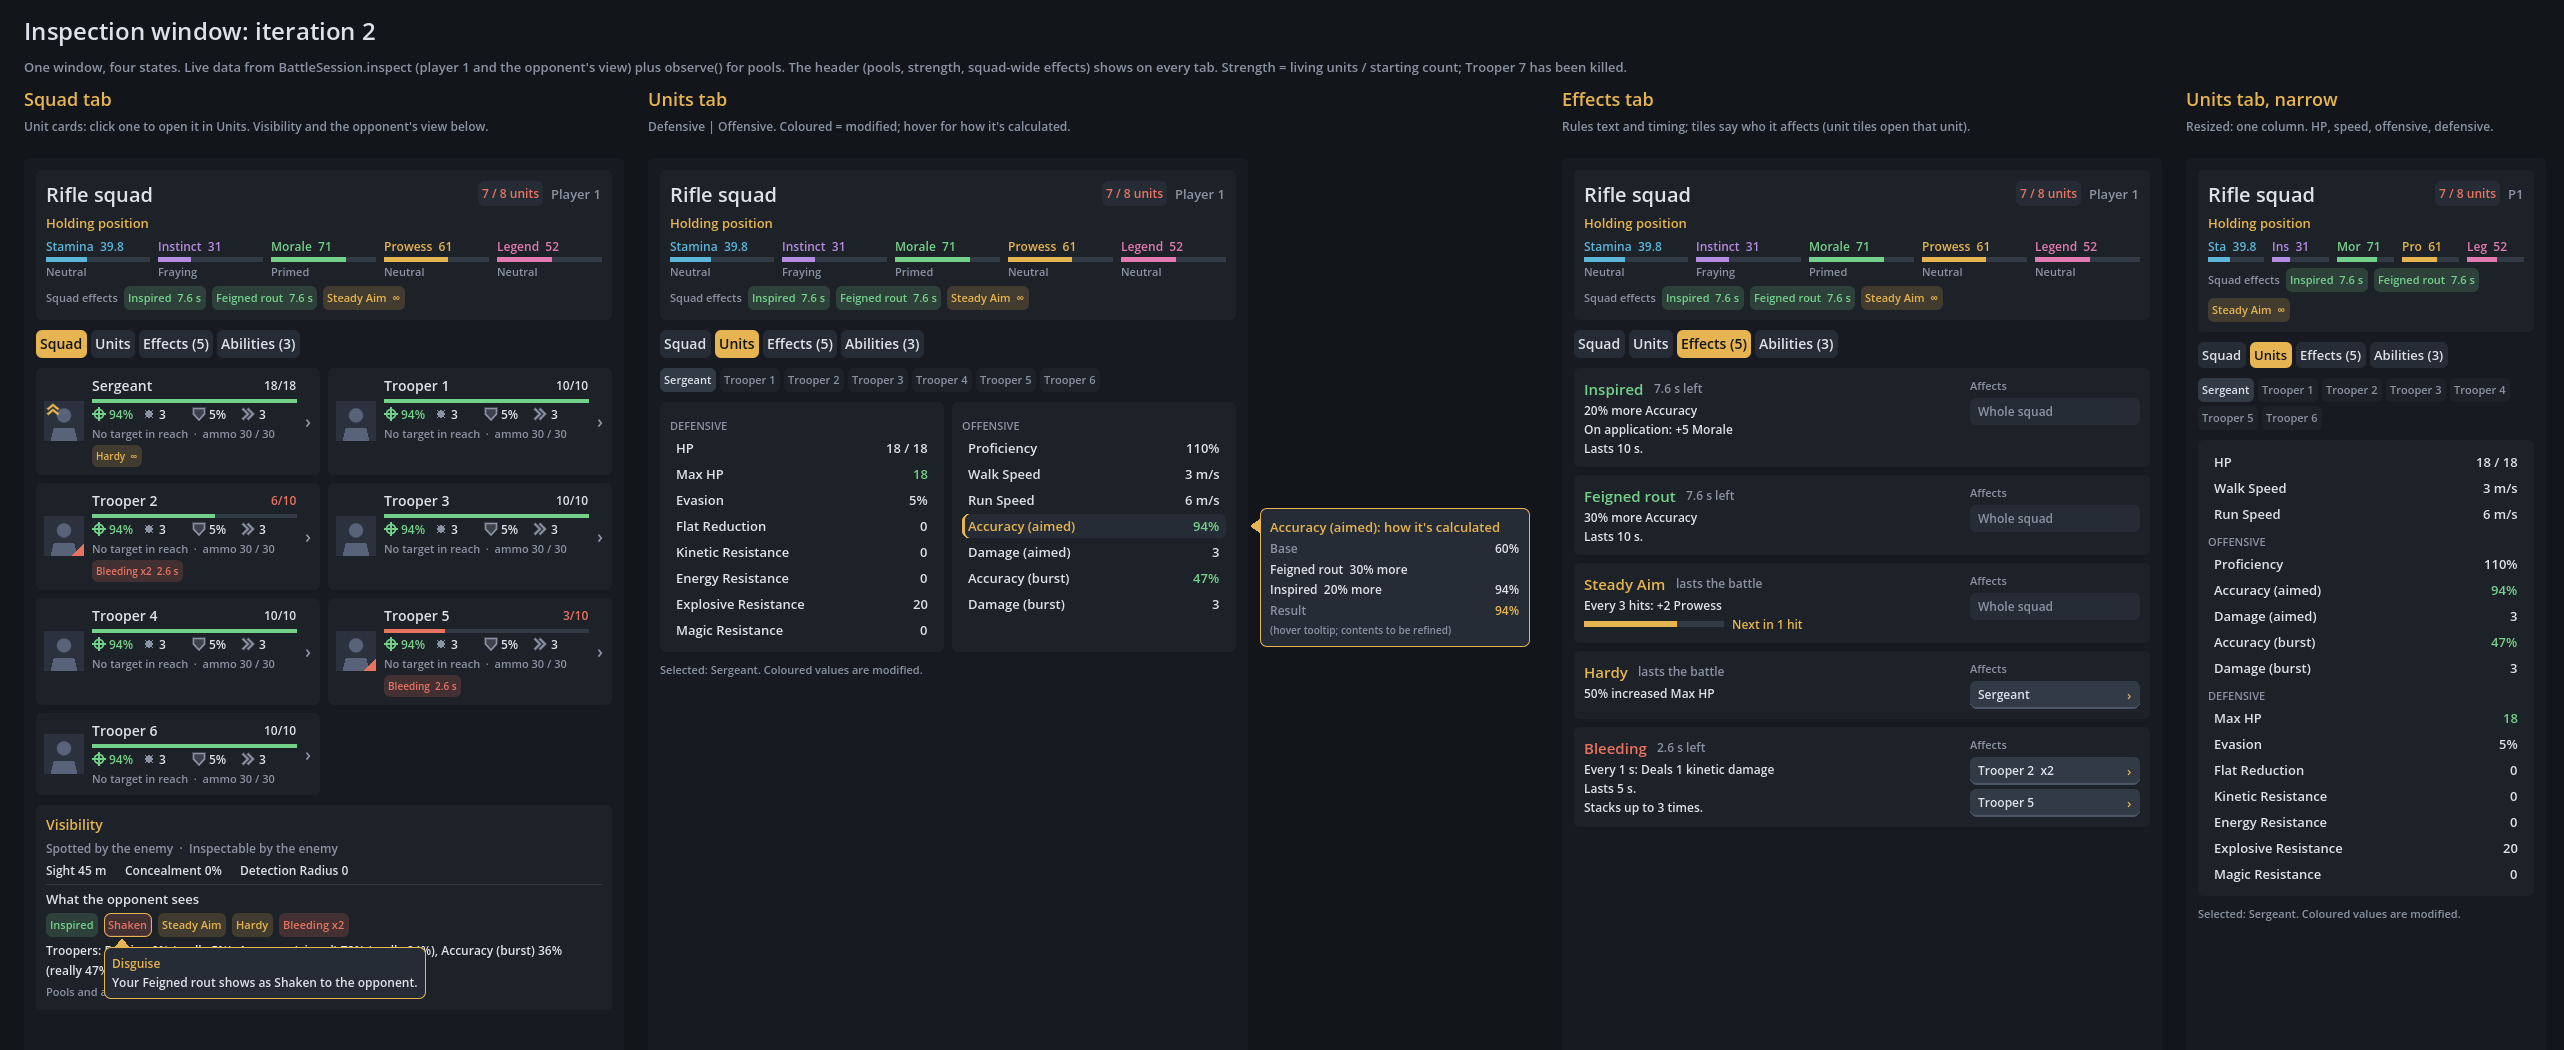 Inspection window: iteration 2
One window, four states. Live data from BattleSession.inspect (player 1 and the opponent's view) plus observe() for pools. The header (pools, strength, squad-wide effects) shows on every tab. Strength = living units / starting count; Trooper 7 has been killed.
Squad tab
Unit cards: click one to open it in Units. Visibility and the opponent's view below.
Rifle squad 7 / 8 units Player 1
Holding position
Stamina 39.8 Instinct 31 Morale 71 Prowess 61 Legend 52
Neutral Fraying Primed Neutral Neutral
Squad effects Inspired 7.6 s Feigned rout 7.6 s Steady Aim ∞
Squad Units Effects (5) Abilities (3)
Sergeant 18/18
94% 3 5% 3
No target in reach · ammo 30 / 30
Hardy ∞
Trooper 1 10/10
94% 3 5% 3
No target in reach · ammo 30 / 30
Trooper 2 6/10
94% 3 5% 3
No target in reach · ammo 30 / 30
Bleeding x2 2.6 s
Trooper 3 10/10
94% 3 5% 3
No target in reach · ammo 30 / 30
Trooper 4 10/10
94% 3 5% 3
No target in reach · ammo 30 / 30
Trooper 5 3/10
94% 3 5% 3
No target in reach · ammo 30 / 30
Bleeding 2.6 s
Trooper 6 10/10
94% 3 5% 3
No target in reach · ammo 30 / 30
Visibility
Spotted by the enemy · Inspectable by the enemy
Sight 45 m Concealment 0% Detection Radius 0
What the opponent sees
Inspired Shaken Steady Aim Hardy Bleeding x2
Troopers: Accuracy (burst) 36%
(really 47%
Pools and
Disguise
Your Feigned rout shows as Shaken to the opponent.
Units tab
Defensive | Offensive. Coloured = modified; hover for how it's calculated.
Rifle squad 7 / 8 units Player 1
Holding position
Stamina 39.8 Instinct 31 Morale 71 Prowess 61 Legend 52
Neutral Fraying Primed Neutral Neutral
Squad effects Inspired 7.6 s Feigned rout 7.6 s Steady Aim ∞
Squad Units Effects (5) Abilities (3)
Sergeant Trooper 1 Trooper 2 Trooper 3 Trooper 4 Trooper 5 Trooper 6
DEFENSIVE
HP 18 / 18
Max HP 18
Evasion 5%
Flat Reduction 0
Kinetic Resistance 0
Energy Resistance 0
Explosive Resistance 20
Magic Resistance 0
OFFENSIVE
Proficiency 110%
Walk Speed 3 m/s
Run Speed 6 m/s
Accuracy (aimed) 94%
Damage (aimed) 3
Accuracy (burst) 47%
Damage (burst) 3
Selected: Sergeant. Coloured values are modified.
Accuracy (aimed): how it's calculated
Base 60%
Feigned rout 30% more
Inspired 20% more 94%
Result 94%
(hover tooltip; contents to be refined)
Effects tab
Rules text and timing; tiles say who it affects (unit tiles open that unit).
Rifle squad 7 / 8 units Player 1
Holding position
Stamina 39.8 Instinct 31 Morale 71 Prowess 61 Legend 52
Neutral Fraying Primed Neutral Neutral
Squad effects Inspired 7.6 s Feigned rout 7.6 s Steady Aim ∞
Squad Units Effects (5) Abilities (3)
Inspired 7.6 s left
20% more Accuracy
On application: +5 Morale
Lasts 10 s.
Affects
Whole squad
Feigned rout 7.6 s left
30% more Accuracy
Lasts 10 s.
Affects
Whole squad
Steady Aim lasts the battle
Every 3 hits: +2 Prowess
Next in 1 hit
Affects
Whole squad
Hardy lasts the battle
50% increased Max HP
Affects
Sergeant ›
Bleeding 2.6 s left
Every 1 s: Deals 1 kinetic damage
Lasts 5 s.
Stacks up to 3 times.
Affects
Trooper 2 x2 ›
Trooper 5 ›
Units tab, narrow
Resized: one column. HP, speed, offensive, defensive.
Rifle squad 7 / 8 units P1
Holding position
Sta 39.8 Ins 31 Mor 71 Pro 61 Leg 52
Squad effects Inspired 7.6 s Feigned rout 7.6 s
Steady Aim ∞
Squad Units Effects (5) Abilities (3)
Sergeant Trooper 1 Trooper 2 Trooper 3 Trooper 4
Trooper 5 Trooper 6
HP 18 / 18
Walk Speed 3 m/s
Run Speed 6 m/s
OFFENSIVE
Proficiency 110%
Accuracy (aimed) 94%
Damage (aimed) 3
Accuracy (burst) 47%
Damage (burst) 3
DEFENSIVE
Max HP 18
Evasion 5%
Flat Reduction 0
Kinetic Resistance 0
Energy Resistance 0
Explosive Resistance 20
Magic Resistance 0
Selected: Sergeant. Coloured values are modified.